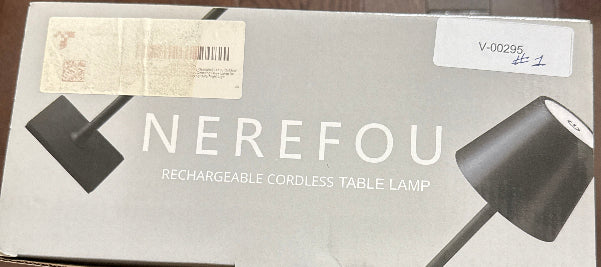 V-00295
#1
NEREFOU
RECHARGEABLE CORDLESS TABLE LAMP